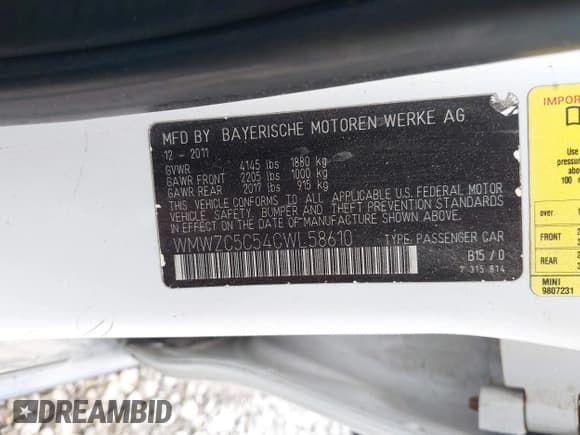 MFD BY BAYERISCHE MOTOREN WERKE AG
12 - 2011
GVWR 4145 lbs 1880 kg
GAWR FRONT 2205 lbs 1000 kg
GAWR REAR 2017 lbs 915 kg
THIS VEHICLE CONFORMS TO ALL APPLICABLE U.S. FEDERAL MOTOR
VEHICLE SAFETY, BUMPER, AND THEFT PREVENTION STANDARDS
IN EFFECT ON THE DATE OF MANUFACTURE SHOWN ABOVE.
WMWZC5C54CWL58610 TYPE: PASSENGER CAR
B15 / 0
7 315 814
IMPOR
Use
pressu
abov
100
over
FRONT
REAR
MINI
9807231
DREAMBID